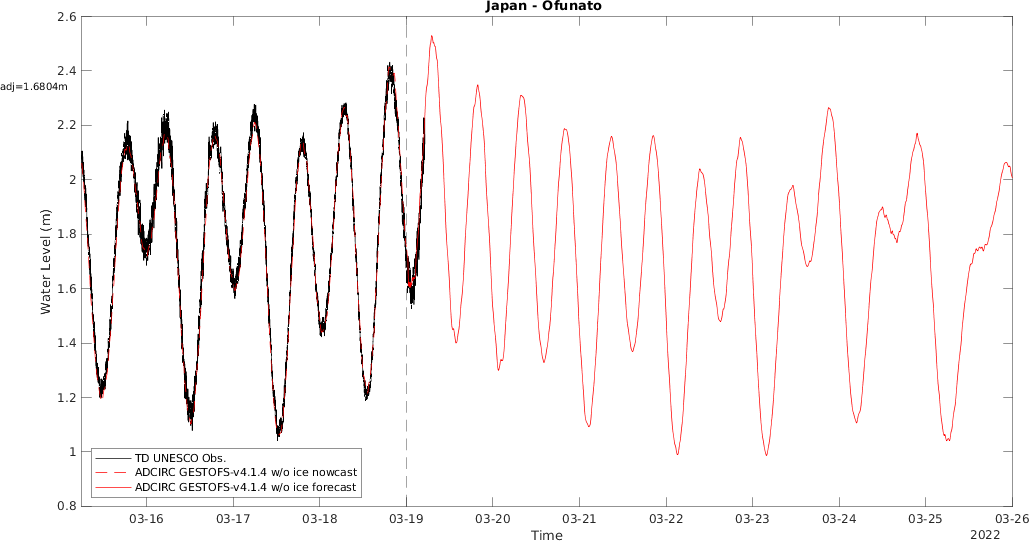 Japan - Ofunato
2.6
2.4
adj=1.6804m
2.2
2
1.8
1.6
1.4
1.2
1
0.8
Water Level (m)
TD UNESCO Obs.
ADCIRC GESTOFS-v4.1.4 w/o ice nowcast
ADCIRC GESTOFS-v4.1.4 w/o ice forecast
03-16 03-17 03-18 03-19 03-20 03-21 03-22 03-23 03-24 03-25 03-26
Time
2022